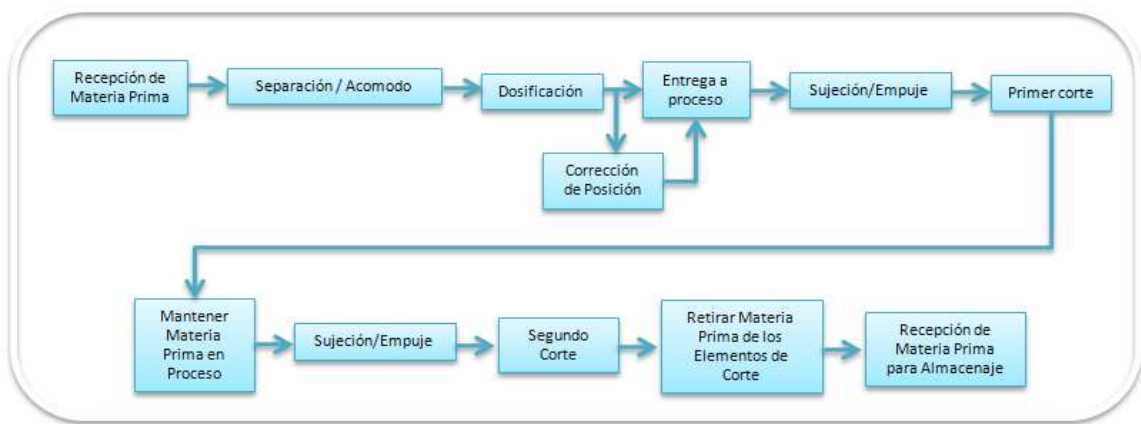 Recepción de
Materia Prima
Separación / Acomodo
Dosificación
Entrega a
proceso
Sujeción/Empuje
Primer corte
Corrección
de Posición
Mantener
Materia
Prima en
Proceso
Sujeción/Empuje
Segundo
Corte
Retirar Materia
Prima de los
Elementos de
Corte
Recepción de
Materia Prima
para Almacenaje